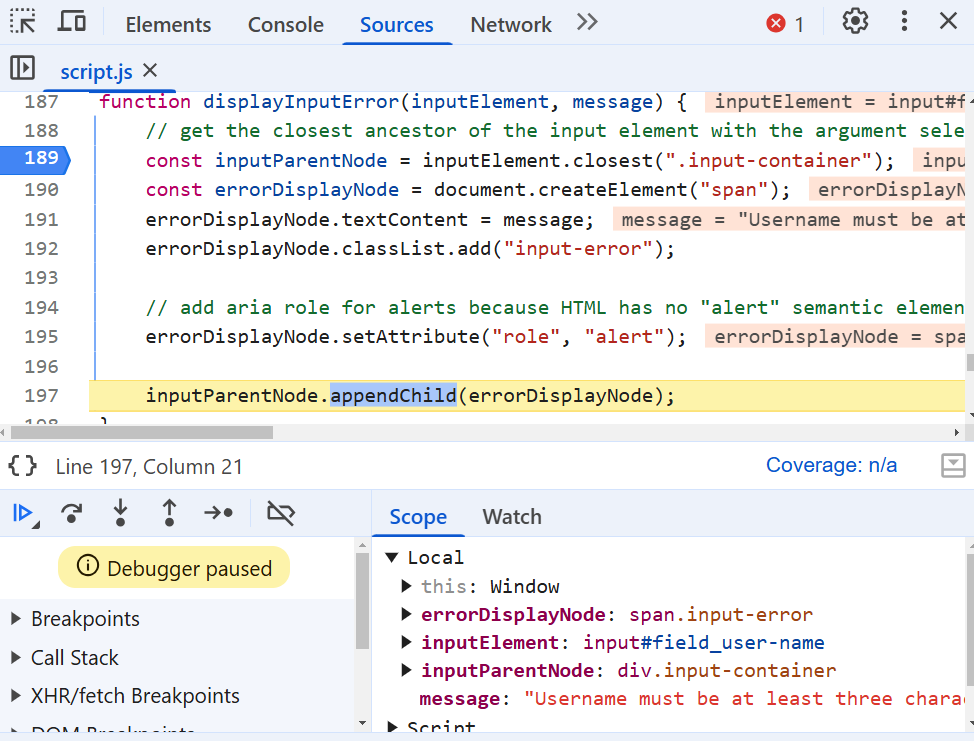 Elements Console Sources Network 1
script.js
187 function displayInputError(inputElement, message) { inputElement = input#f
188 // get the closest ancestor of the input element with the argument sele
189 const inputParentNode = inputElement.closest(".input-container"); inpu
190 const errorDisplayNode = document.createElement("span"); errorDisplayN
191 errorDisplayNode.textContent = message; message = "Username must be at
192 errorDisplayNode.classList.add("input-error");
193
194 // add aria role for alerts because HTML has no "alert" semantic elemen
195 errorDisplayNode.setAttribute("role", "alert"); errorDisplayNode = spa
196
197 inputParentNode.appendChild(errorDisplayNode);
198 }
{} Line 197, Column 21 Coverage: n/a
Scope Watch
Debugger paused
Breakpoints
Call Stack
XHR/fetch Breakpoints
DOM Breakpoints
Local
this: Window
errorDisplayNode: span.input-error
inputElement: input#field_user-name
inputParentNode: div.input-container
message: "Username must be at least three chara
Script